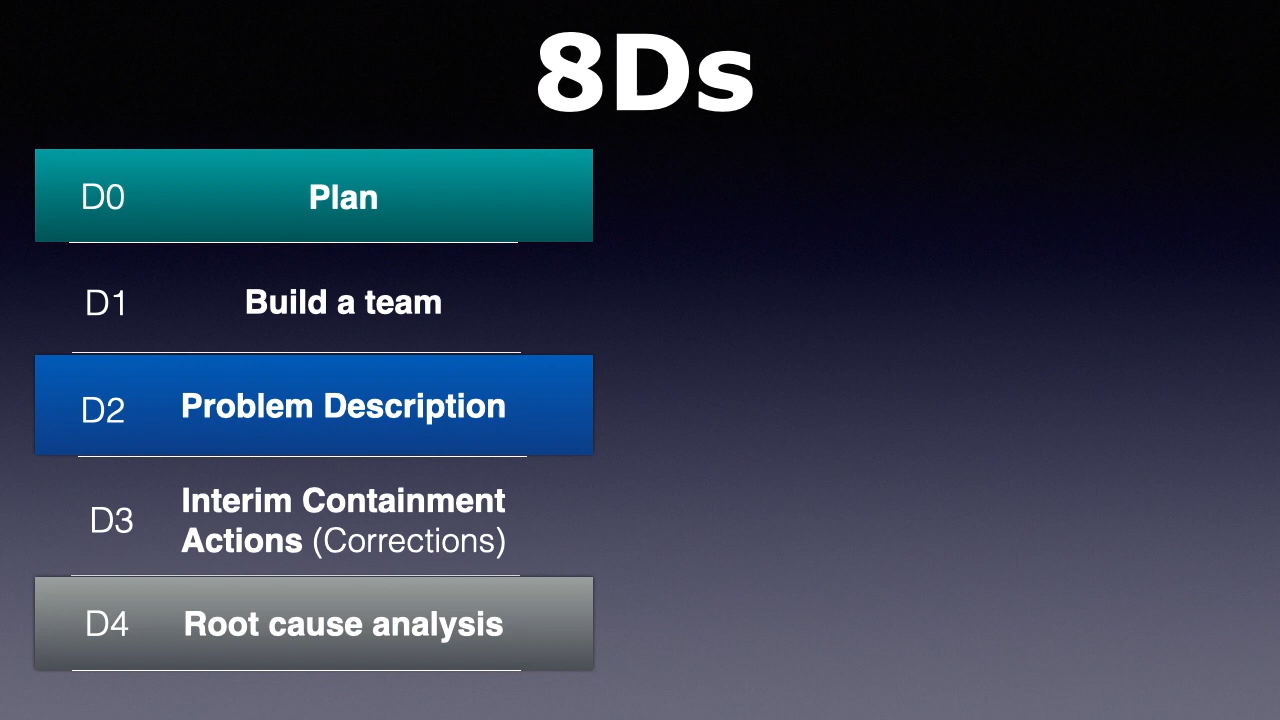 8Ds
D0 Plan
D1 Build a team
D2 Problem Description
D3 Interim Containment
Actions (Corrections)
D4 Root cause analysis